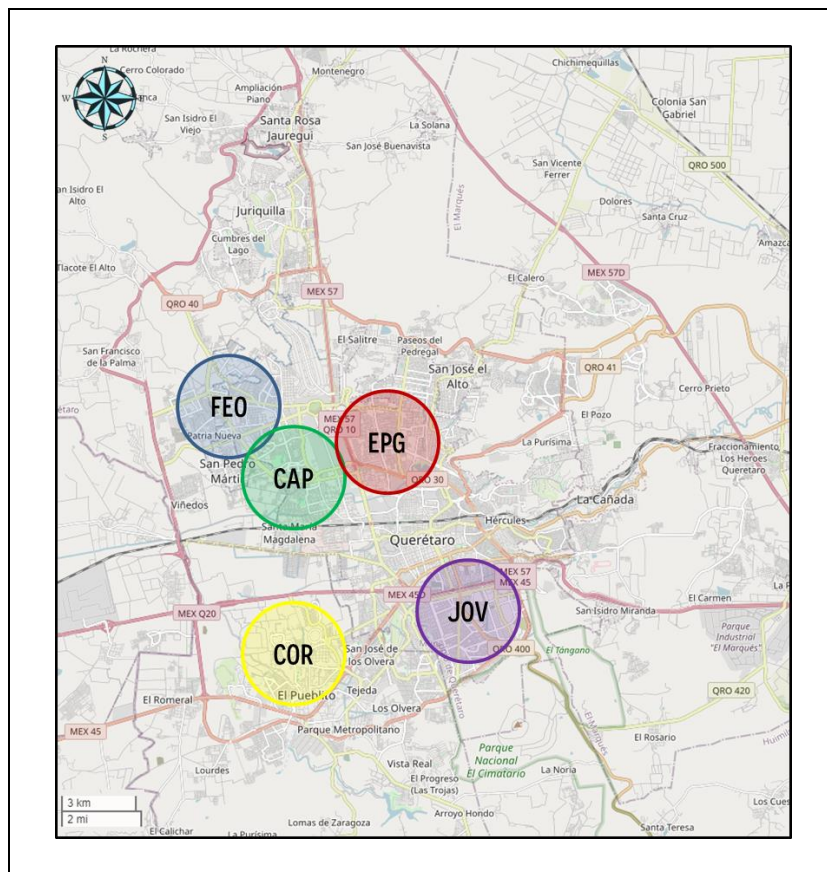 La Rochera
N
Cerro Colorado
Montenegro
Chichimequillas
W
E
S
Ampliación
Piano
San Isidro El
Viejo
Santa Rosa
Jauregui
La Solana
San José Buenavista
Colonia San
Gabriel
QRO 500
San Vicente
Ferrer
an Isidro El
Alto
Juriquilla
El Marqués
Dolores
Santa Cruz
Cumbres del
Lago
Tlacote El Alto
Amazca
MEX 57D
El Calero
MEX 57
QRO 40
El Salitre
Paseos del
Pedregal
San Francisco
de la Palma
San José el
Alto
QRO 41
Cerro Prieto
FEO
MEX 57
QRO 10
EPG
El Pozo
Patria Nueva
La Purísima
San Pedro
Mártir
CAP
QRO 30
Fraccionamiento
Los Heroes
Queretaro
Viñedos
La Cañada
Santa María
Magdalena
Hércules
Querétaro
MEX 57
MEX 45
MEX 45D
El Carmen
MEX Q20
JOV
San Isidro Miranda
Parque
Industrial
"El Marqués"
COR
San José de
los Olvera
QRO 400
El Tángano
El Pueblito
Tejeda
El Romeral
Los Olvera
QRO 420
MEX 45
Parque Metropolitano
El Marqués
El Rosario
Huimil
Parque
Nacional
El Cimatario
Lourdes
Vista Real
El Progreso
(Las Trojas)
La Noria
3 km
2 mi
Arroyo Hondo
Los Cues
El Calichar
La Purísima
Lomas de Zaragoza
Santa Teresa